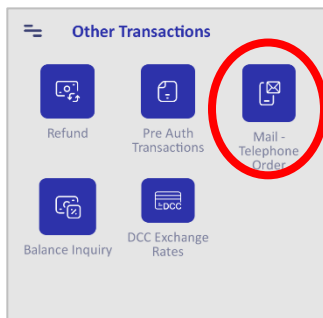 Other Transactions
Refund
Pre Auth
Transactions
Mail -
Telephone
Order
DCC
Balance Inquiry
DCC Exchange
Rates